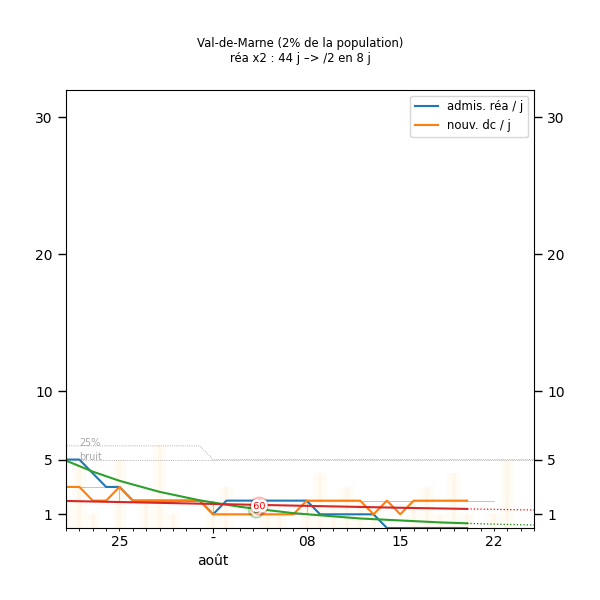 Val-de-Marne (2% de la population)
réa x2 : 44 j –> /2 en 8 j
admis. réa / j
nouv. dc / j
30
30
20
20
10
10
25%
bruit
5
5
60
1
1
25
-
08
15
22
août